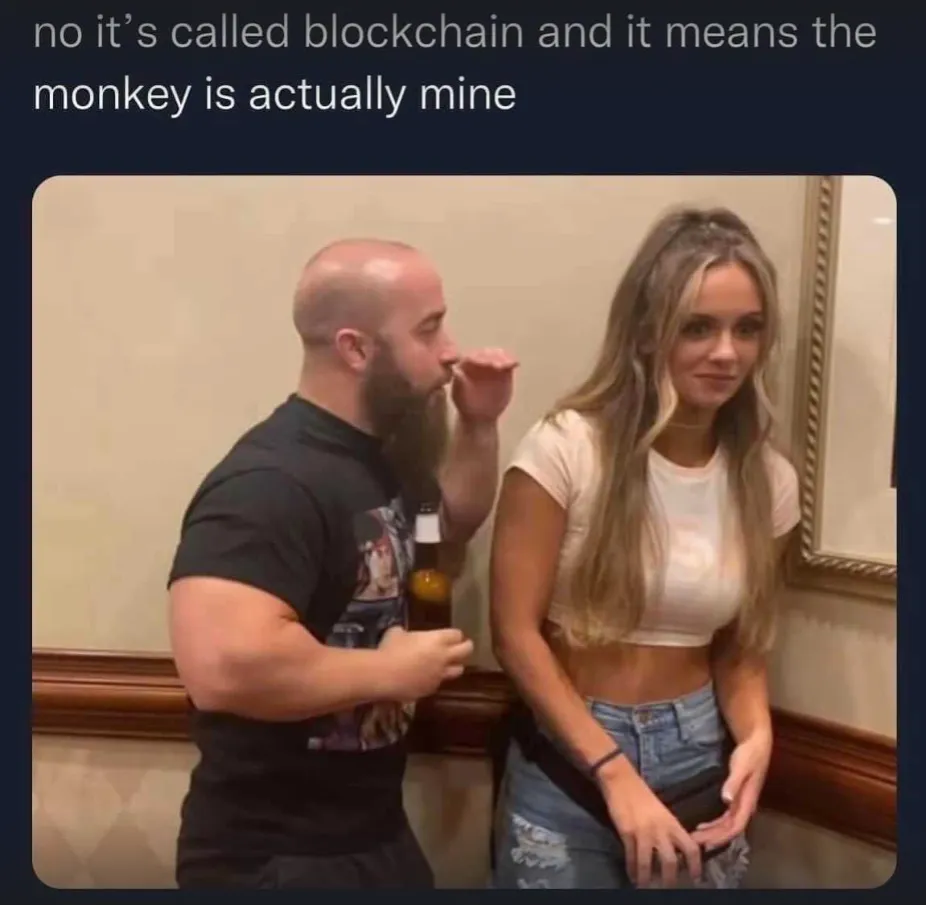 no it’s called blockchain and it means the
monkey is actually mine